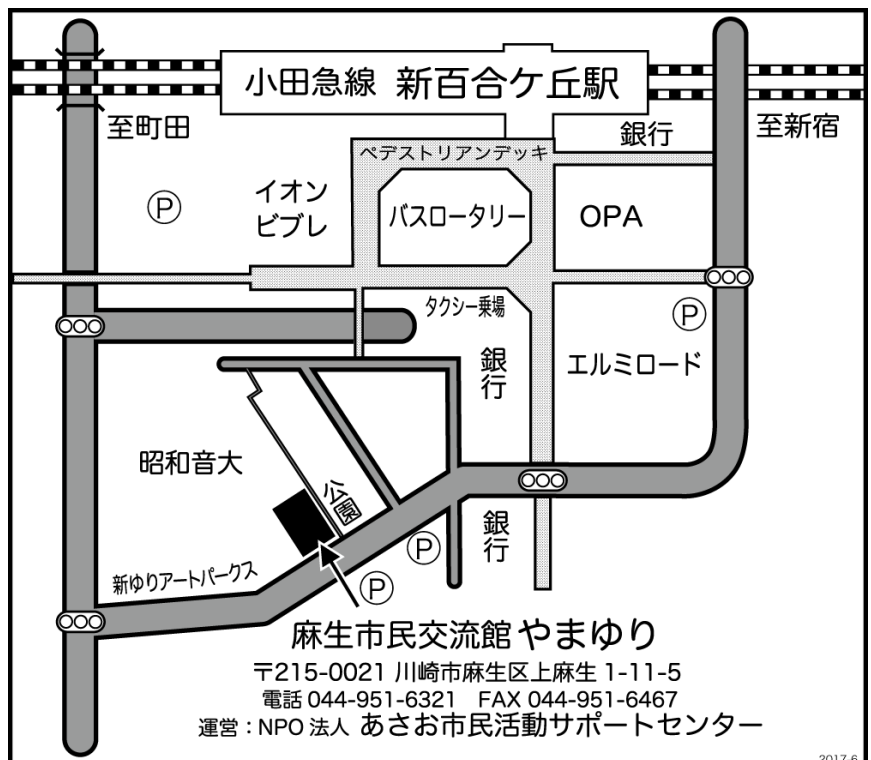 小田急線 新百合ケ丘駅
至町田
銀行
至新宿
ペデストリアンデッキ
イオン
ビブレ
Ⓟ
バスロータリー
OPA
タクシー乗場
Ⓟ
銀行
エルミロード
昭和音大
公園
銀行
Ⓟ
新ゆりアートパークス
Ⓟ
麻生市民交流館 やまゆり
〒215-0021 川崎市麻生区上麻生 1-11-5
電話 044-951-6321 FAX 044-951-6467
運営：NPO 法人 あさお市民活動サポートセンター
2017-6